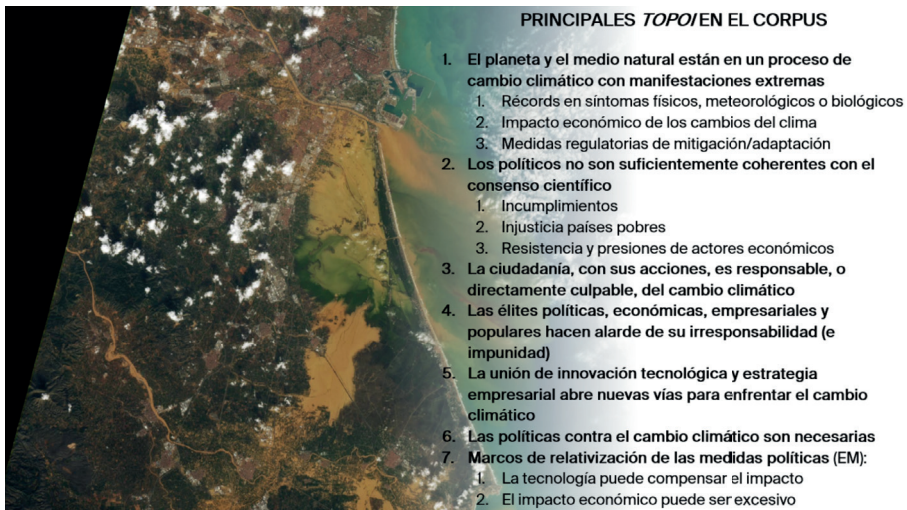 PRINCIPALES TOPOI EN EL CORPUS
1. El planeta y el medio natural están en un proceso de
cambio climático con manifestaciones extremas
1. Récords en síntomas físicos, meteorológicos o biológicos
2. Impacto económico de los cambios del clima
3. Medidas regulatorias de mitigación/adaptación
2. Los políticos no son suficientemente coherentes con el
consenso científico
1. Incumplimientos
2. Injusticia países pobres
3. Resistencia y presiones de actores económicos
3. La ciudadanía, con sus acciones, es responsable, o
directamente culpable, del cambio climático
4. Las élites políticas, económicas, empresariales y
populares hacen alarde de su irresponsabilidad (e
impunidad)
5. La unión de innovación tecnológica y estrategia
empresarial abre nuevas vías para enfrentar el cambio
climático
6. Las políticas contra el cambio climático son necesarias
7. Marcos de relativización de las medidas políticas (EM):
1. La tecnología puede compensar el impacto
2. El impacto económico puede ser excesivo